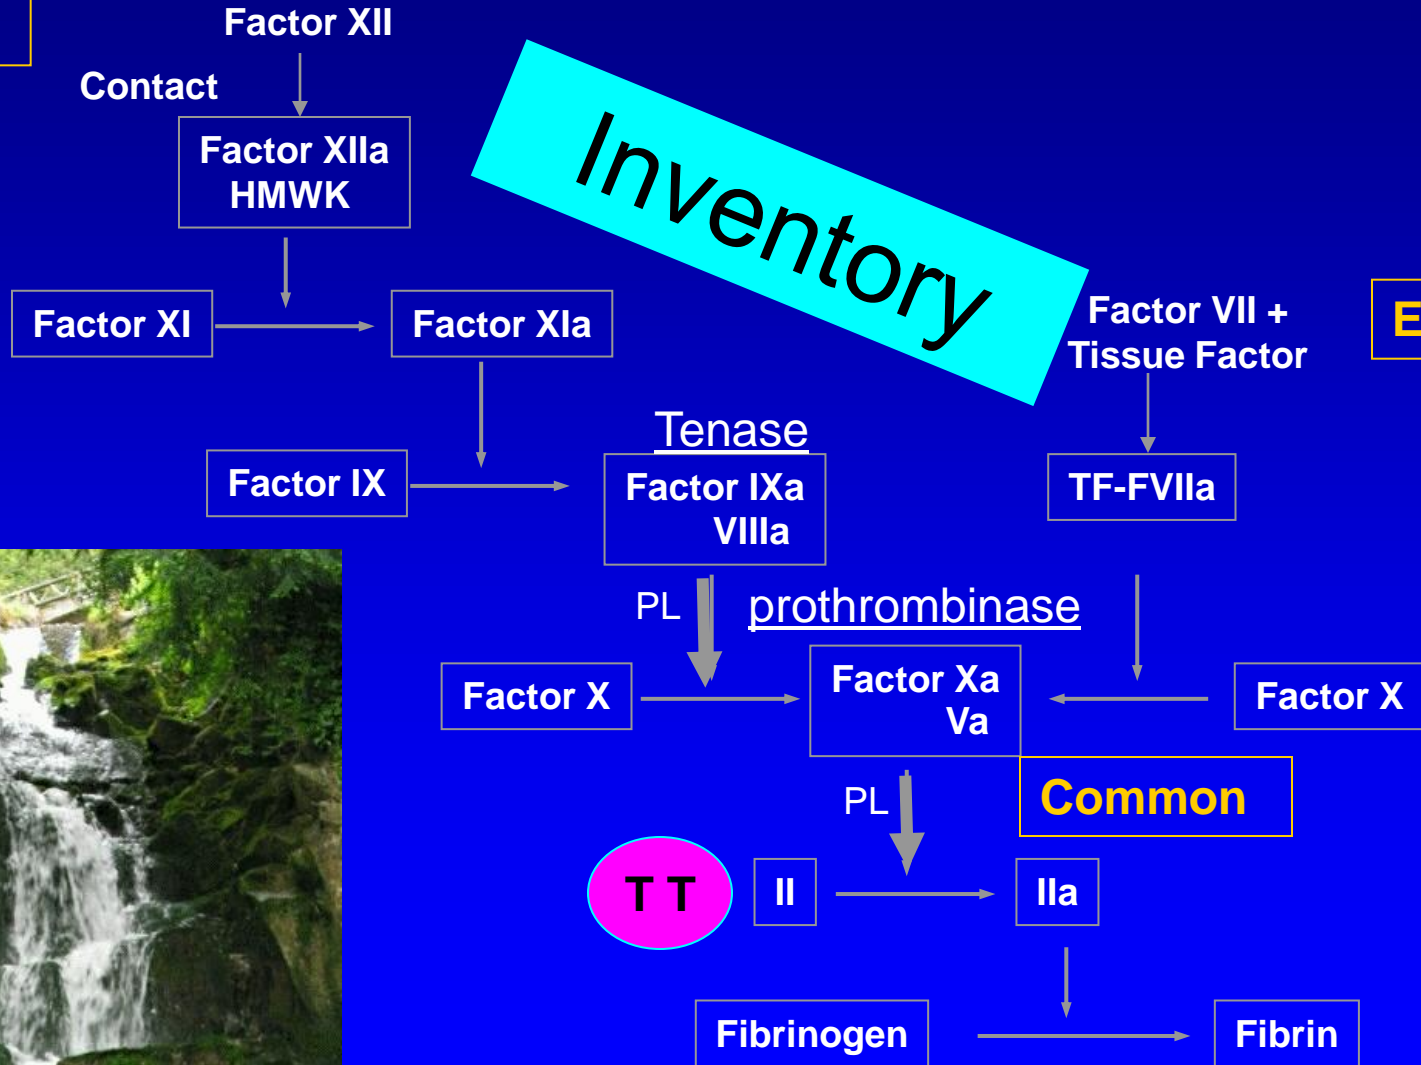 Factor XII
Contact
Factor XIIa
HMWK
Inventory
Factor XI
Factor XIa
Factor VII +
Tissue Factor
E
Tenase
Factor IX
Factor IXa
VIIIa
TF-FVIIa
PL
prothrombinase
Factor X
Factor Xa
Va
Factor X
Common
PL
T T
II
IIa
Fibrinogen
Fibrin